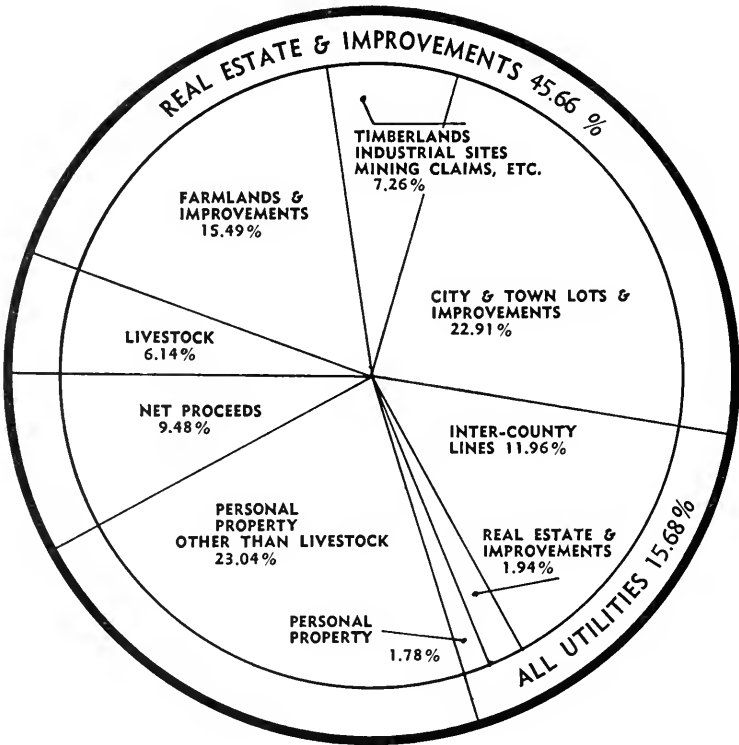 REAL ESTATE & IMPROVEMENTS 45.66 %
TIMBERLANDS
INDUSTRIAL SITES
MINING CLAIMS, ETC.
7.26%
FARMLANDS &
IMPROVEMENTS
15.49%
CITY & TOWN LOTS &
IMPROVEMENTS
22.91%
LIVESTOCK
6.14%
NET PROCEEDS
9.48%
INTER-COUNTY
LINES 11.96%
PERSONAL
PROPERTY
OTHER THAN LIVESTOCK
23.04%
REAL ESTATE &
IMPROVEMENTS
1.94%
PERSONAL
PROPERTY
1.78%
ALL UTILITIES 15.68%